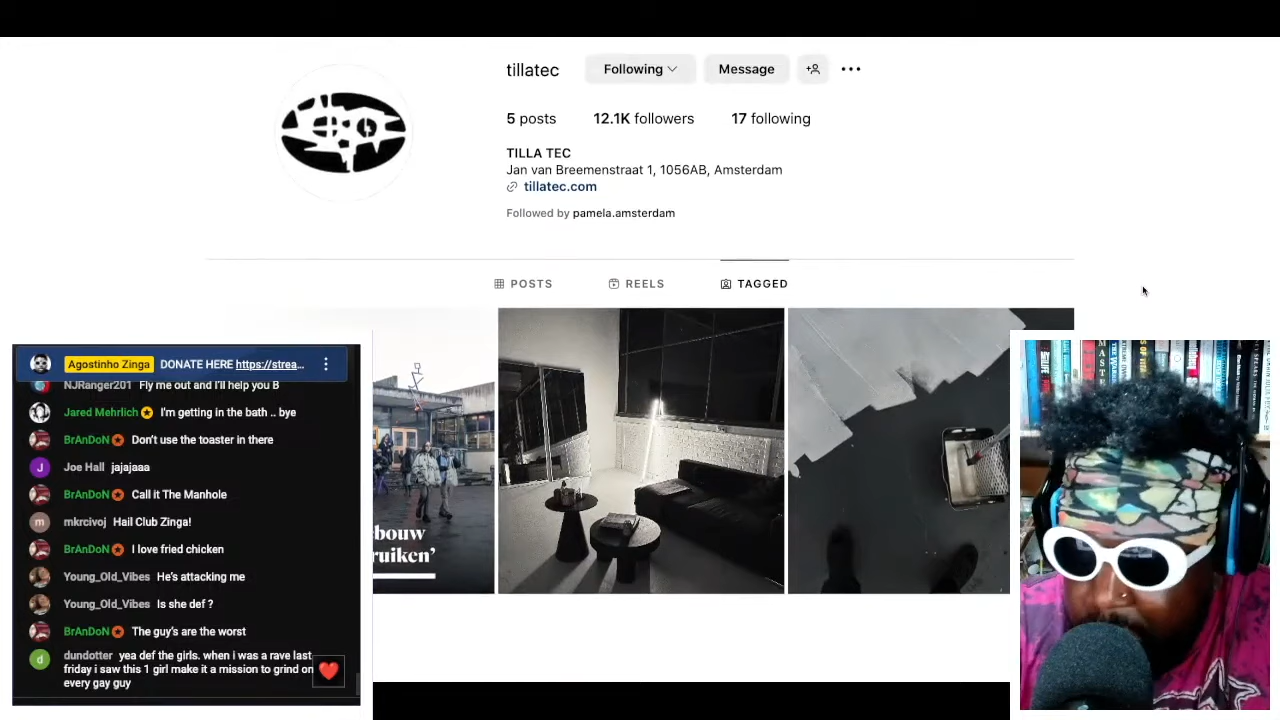 tillatec
Following
Message
5 posts
12.1K followers
17 following
TILLA TEC
Jan van Breemenstraat 1, 1056AB, Amsterdam
tillatec.com
Followed by pamela.amsterdam
POSTS
REELS
TAGGED
bouw
ruiken’
Agostinho Zinga DONATE HERE https://strea...
NJRanger201 Fly me out and I'll help you B
Jared Mehrlich I'm getting in the bath .. bye
BrAnDoN Don't use the toaster in there
J Joe Hall jajajaaa
BrAnDoN Call it The Manhole
m mkrcivoj Hail Club Zinga!
BrAnDoN I love fried chicken
Young_Old_Vibes He's attacking me
Young_Old_Vibes Is she def ?
BrAnDoN The guy's are the worst
d dundotter yea def the girls. when i was a rave last
friday i saw this 1 girl make it a mission to grind on
every gay guy